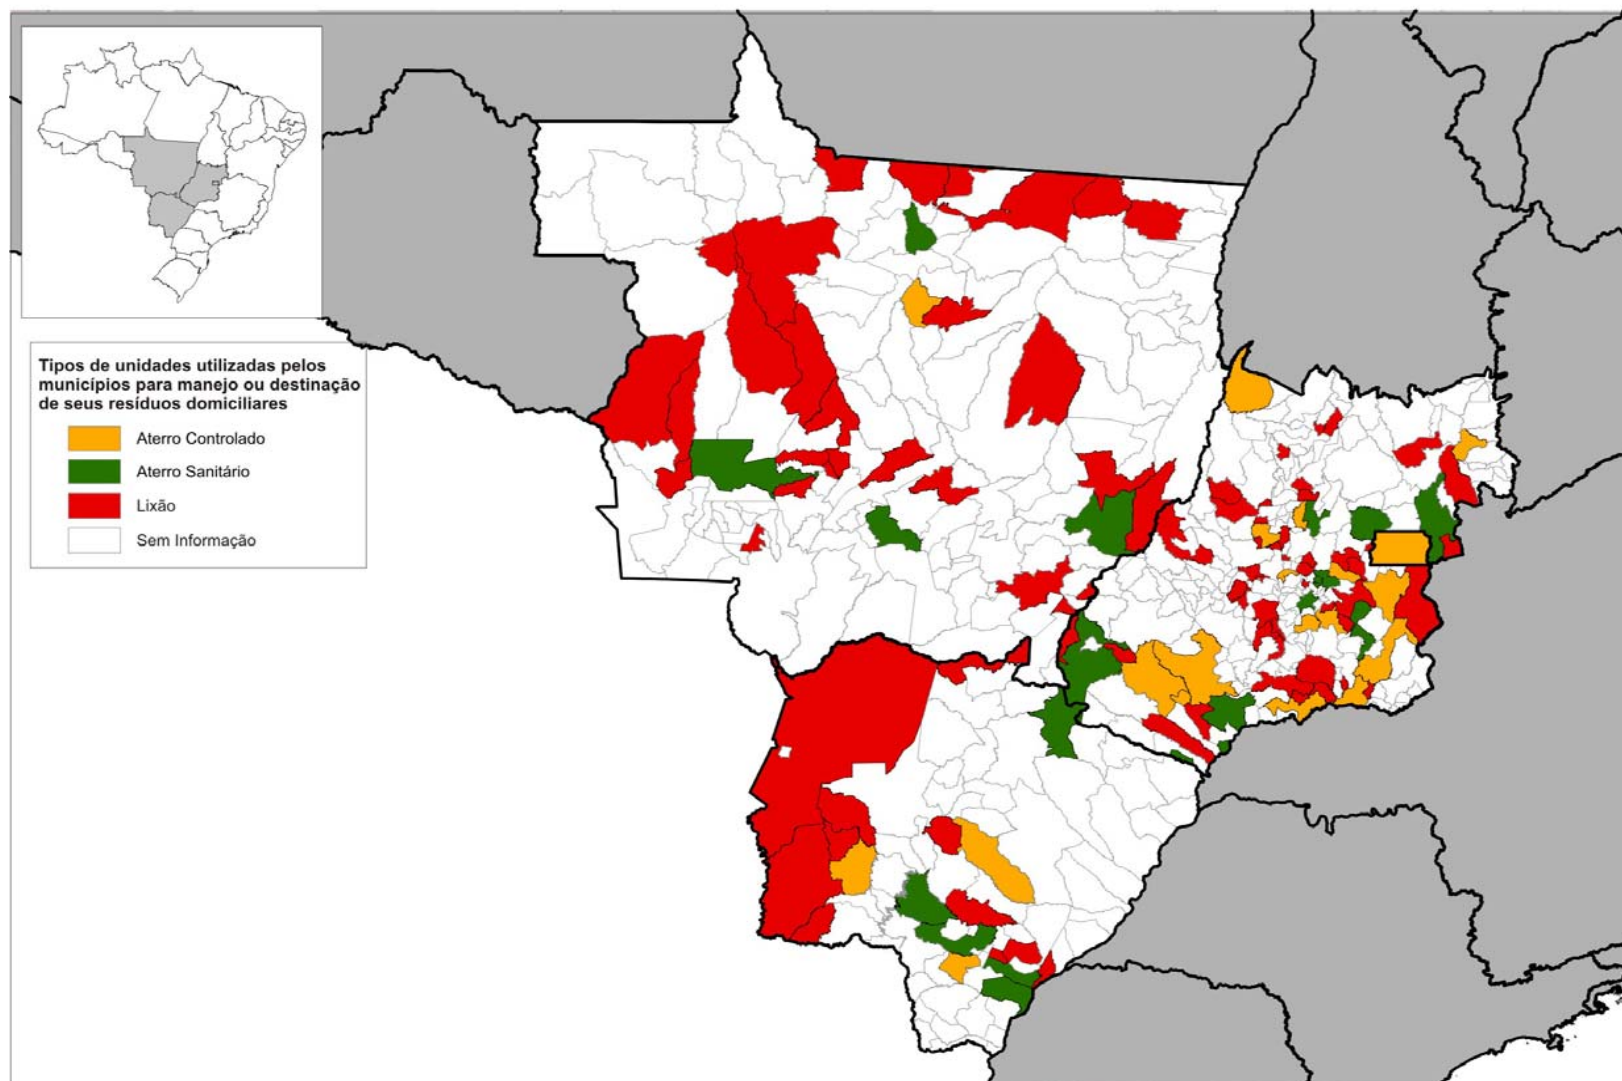 Tipos de unidades utilizadas pelos
municípios para manejo ou destinação
de seus resíduos domiciliares
Aterro Controlado
Aterro Sanitário
Lixão
Sem Informação